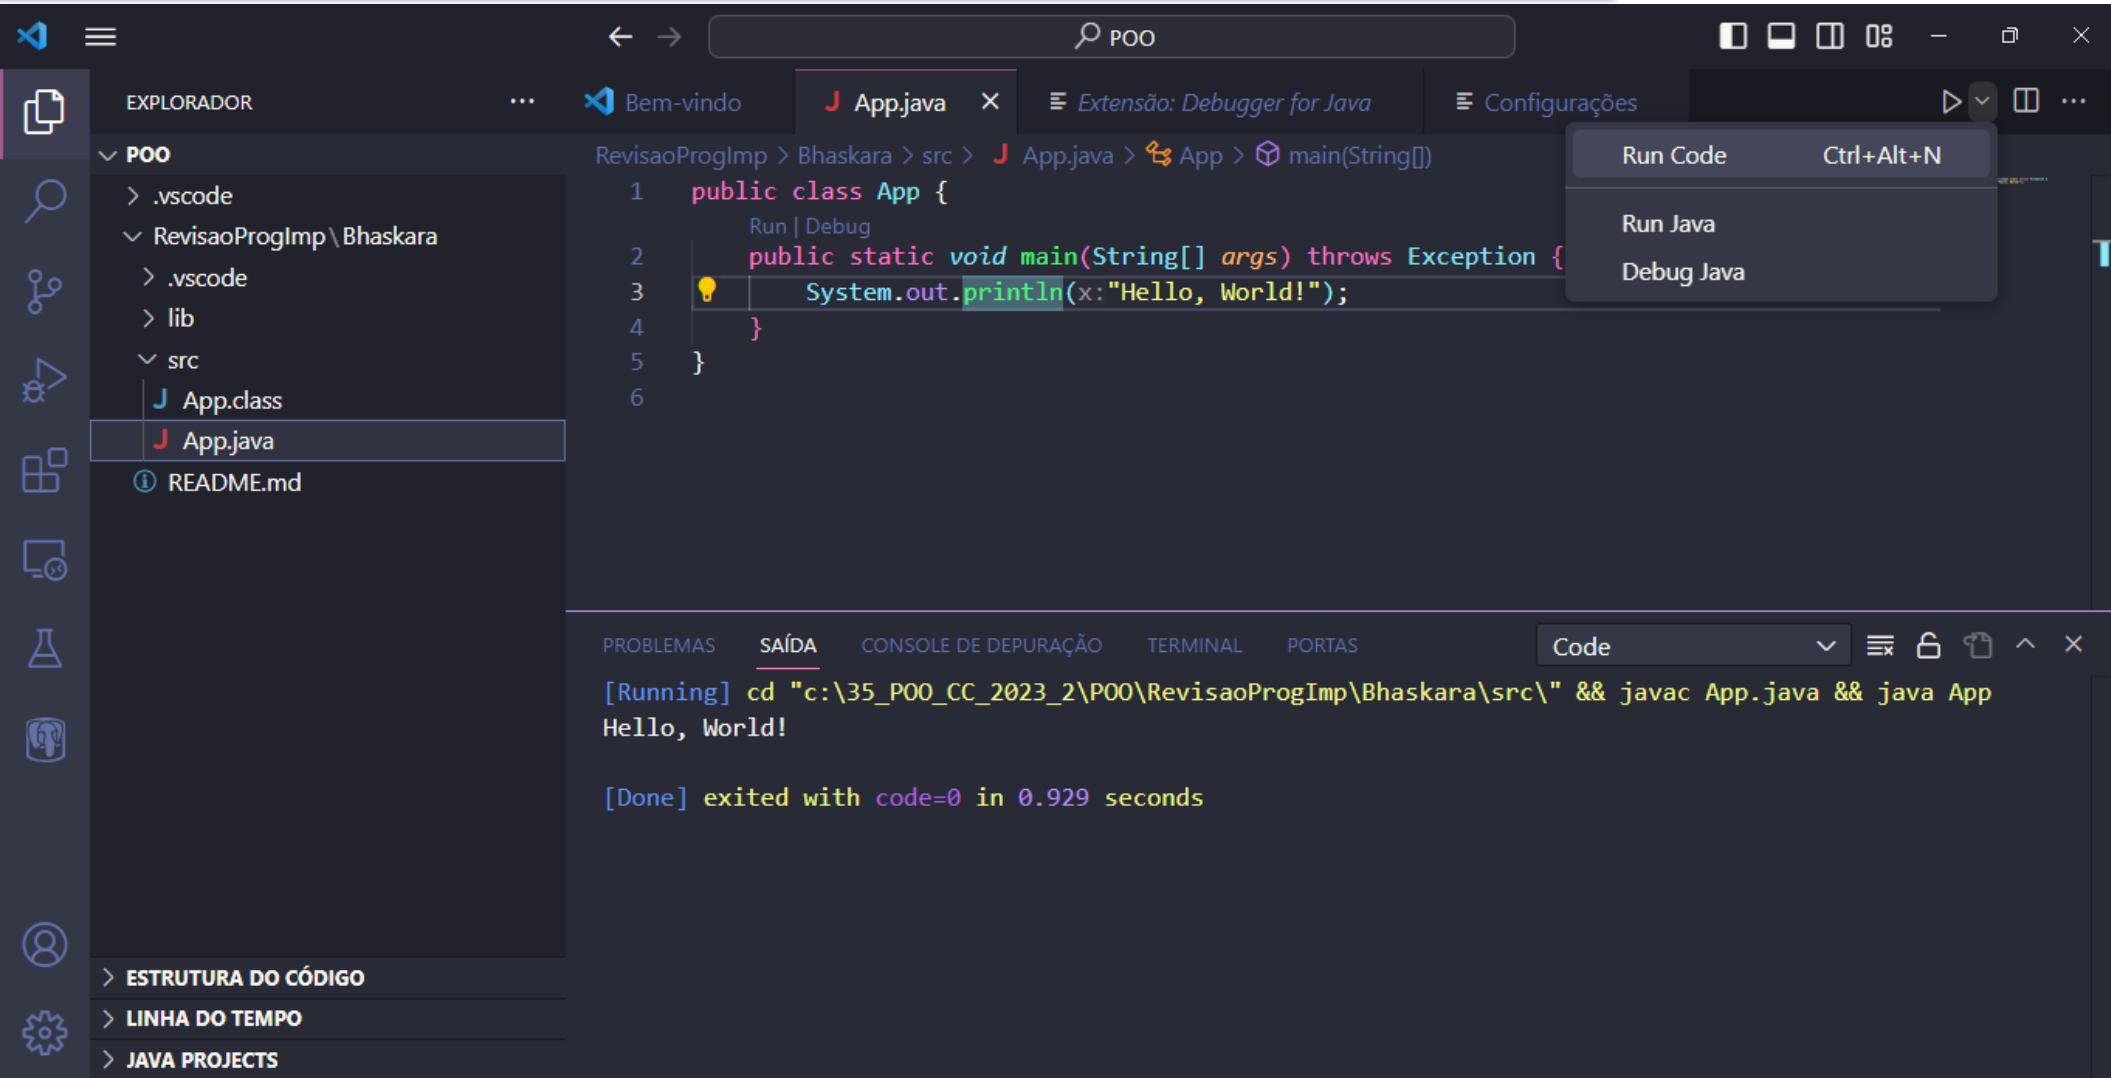 POO
EXPLORADOR
Bem-vindo
App.java
Extensão: Debugger for Java
Configurações
POO
.vscode
RevisaoProgImp\Bhaskara
.vscode
lib
src
App.class
App.java
README.md
RevisaoProgImp > Bhaskara > src > App.java > App > main(String[])
1 public class App {
Run | Debug
2 public static void main(String[] args) throws Exception {
3 System.out.println(x:"Hello, World!");
4 }
5 }
6
Run Code Ctrl+Alt+N
Run Java
Debug Java
PROBLEMAS SAÍDA CONSOLE DE DEPURAÇÃO TERMINAL PORTAS Code
[Running] cd "c:\35_POO_CC_2023_2\POO\RevisaoProgImp\Bhaskara\src\" && javac App.java && java App
Hello, World!
[Done] exited with code=0 in 0.929 seconds
ESTRUTURA DO CÓDIGO
LINHA DO TEMPO
JAVA PROJECTS